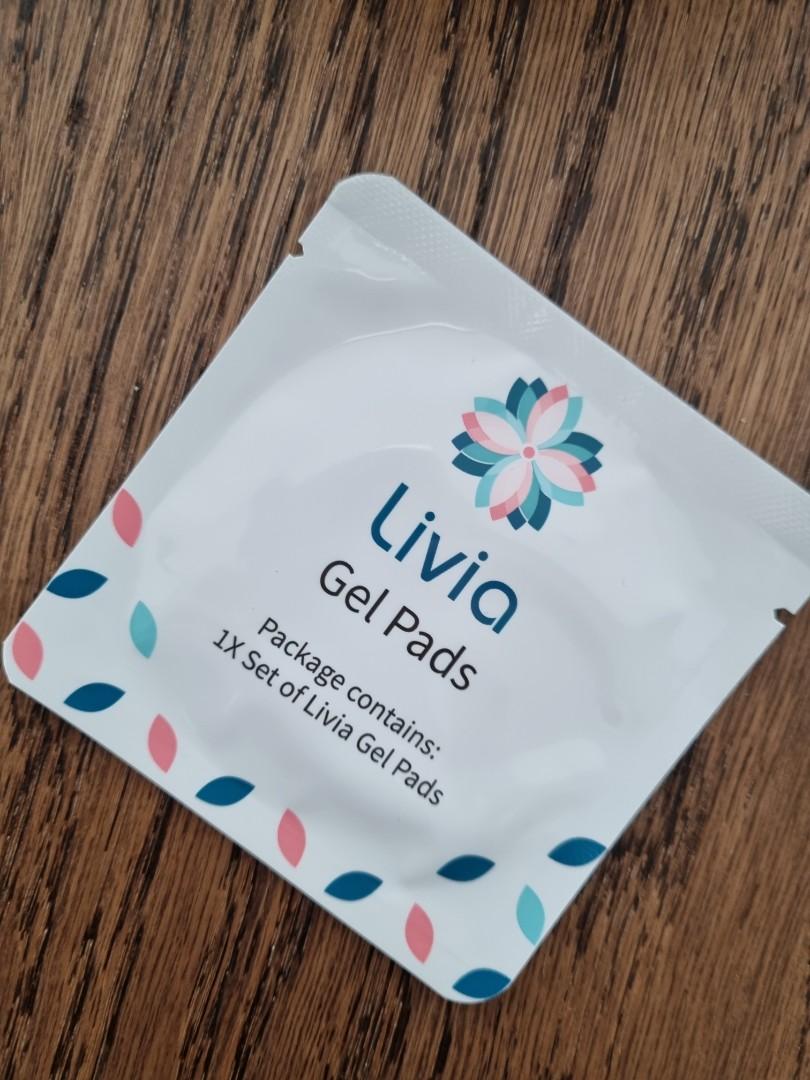 Livia
Gel Pads
Package contains:
1X Set of Livia Gel Pads